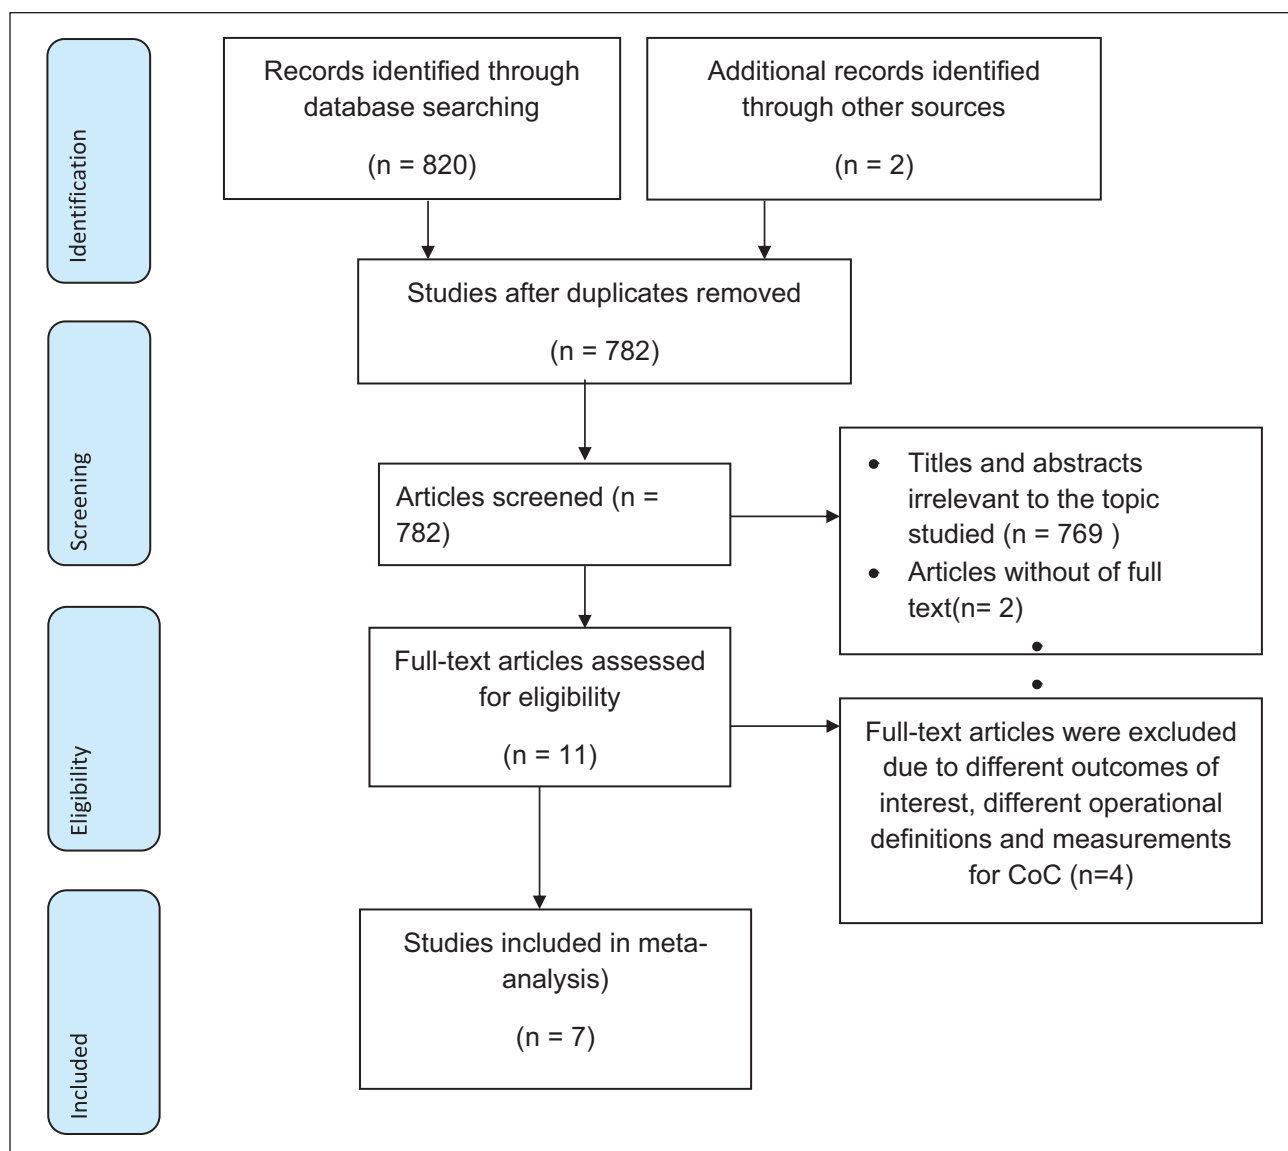 Identification
Records identified through
database searching
(n = 820)
Additional records identified
through other sources
(n = 2)
Studies after duplicates removed
(n = 782)
Screening
Articles screened (n =
782)
• Titles and abstracts
irrelevant to the topic
studied (n = 769 )
• Articles without of full
text(n= 2)
•
•
Eligibility
Full-text articles assessed
for eligibility
(n = 11)
Full-text articles were excluded
due to different outcomes of
interest, different operational
definitions and measurements
for CoC (n=4)
Included
Studies included in meta-
analysis)
(n = 7)